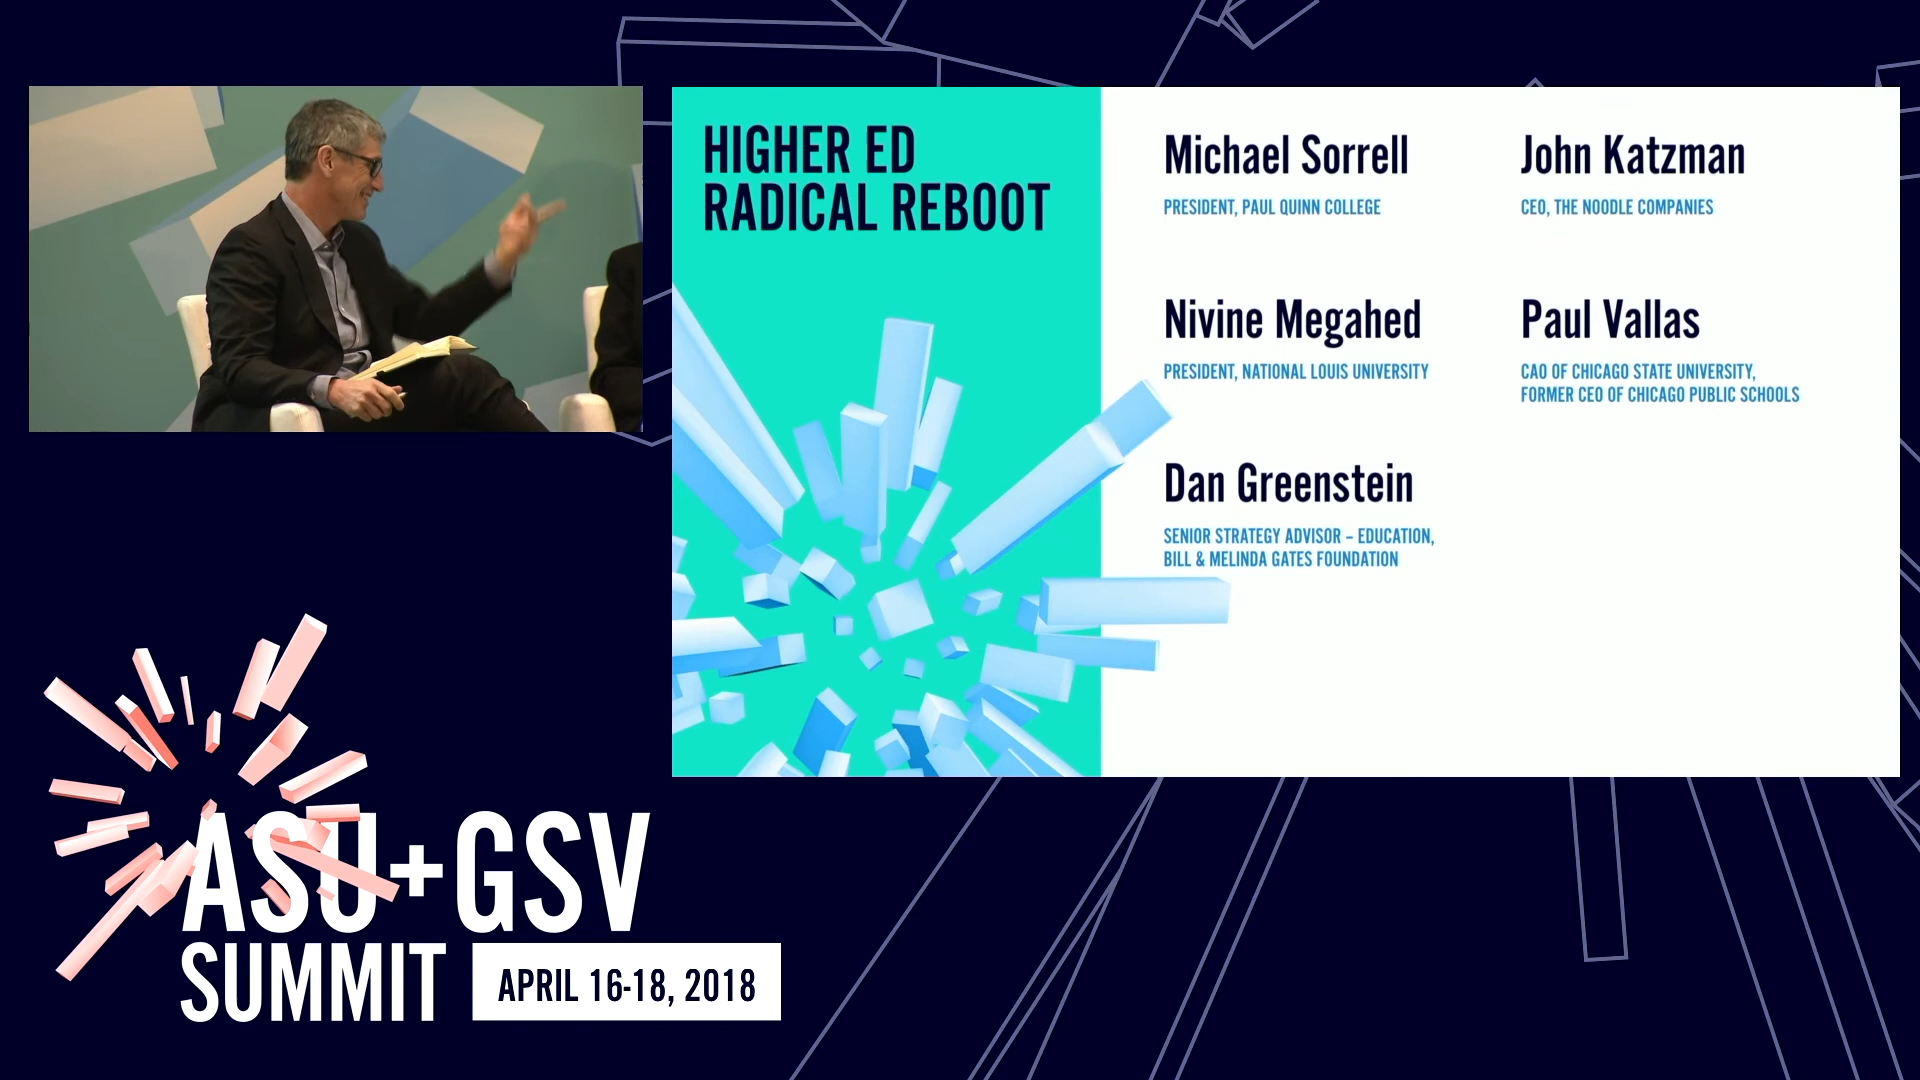 HIGHER ED
RADICAL REBOOT
Michael Sorrell
PRESIDENT, PAUL QUINN COLLEGE
John Katzman
CEO, THE NOODLE COMPANIES
Nivine Megahed
PRESIDENT, NATIONAL LOUIS UNIVERSITY
Paul Vallas
CAO OF CHICAGO STATE UNIVERSITY,
FORMER CEO OF CHICAGO PUBLIC SCHOOLS
Dan Greenstein
SENIOR STRATEGY ADVISOR – EDUCATION,
BILL & MELINDA GATES FOUNDATION
ASU+GSV
SUMMIT
APRIL 16-18, 2018